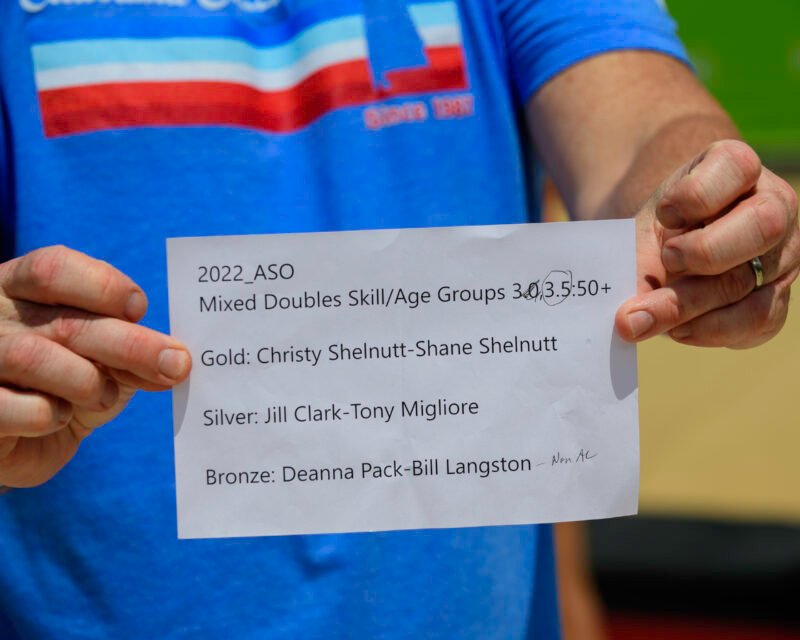 Since 1987
2022_ASO
Mixed Doubles Skill/Age Groups 3.0,3.5:50+
Gold: Christy Shelnutt-Shane Shelnutt
Silver: Jill Clark-Tony Migliore
Bronze: Deanna Pack-Bill Langston - Non AL